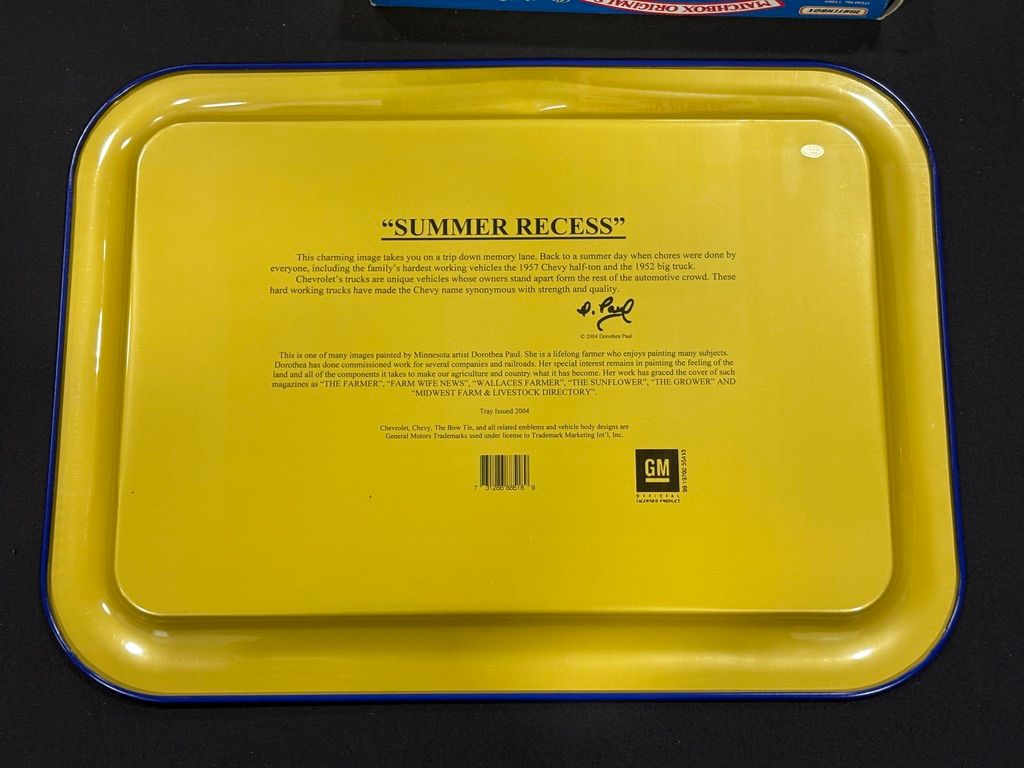 MATCHBOX ORIGINAL
MATCHBOX
"SUMMER RECESS"
This charming image takes you on a trip down memory lane. Back to a summer day when chores were done by
everyone, including the family's hardest working vehicles the 1957 Chevy half-ton and the 1952 big truck.
Chevrolet's trucks are unique vehicles whose owners stand apart form the rest of the automotive crowd. These
hard working trucks have made the Chevy name synonymous with strength and quality.
D. Paul
© 2004 Dorothea Paul
This is one of many images painted by Minnesota artist Dorothea Paul. She is a lifelong farmer who enjoys painting many subjects.
Dorothea has done commissioned work for several companies and railroads. Her special interest remains in painting the feeling of the
land and all of the components it takes to make our agriculture and country what it has become. Her work has graced the cover of such
magazines as "THE FARMER", "FARM WIFE NEWS", "WALLACES FARMER", "THE SUNFLOWER", "THE GROWER" AND
"MIDWEST FARM & LIVESTOCK DIRECTORY".
Tray Issued 2004
Chevrolet, Chevy, The Bow Tie, and all related emblems and vehicle body designs are
General Motors Trademarks used under license to Trademark Marketing Int'l, Inc.
GM
OFFICIAL
LICENSED PRODUCT